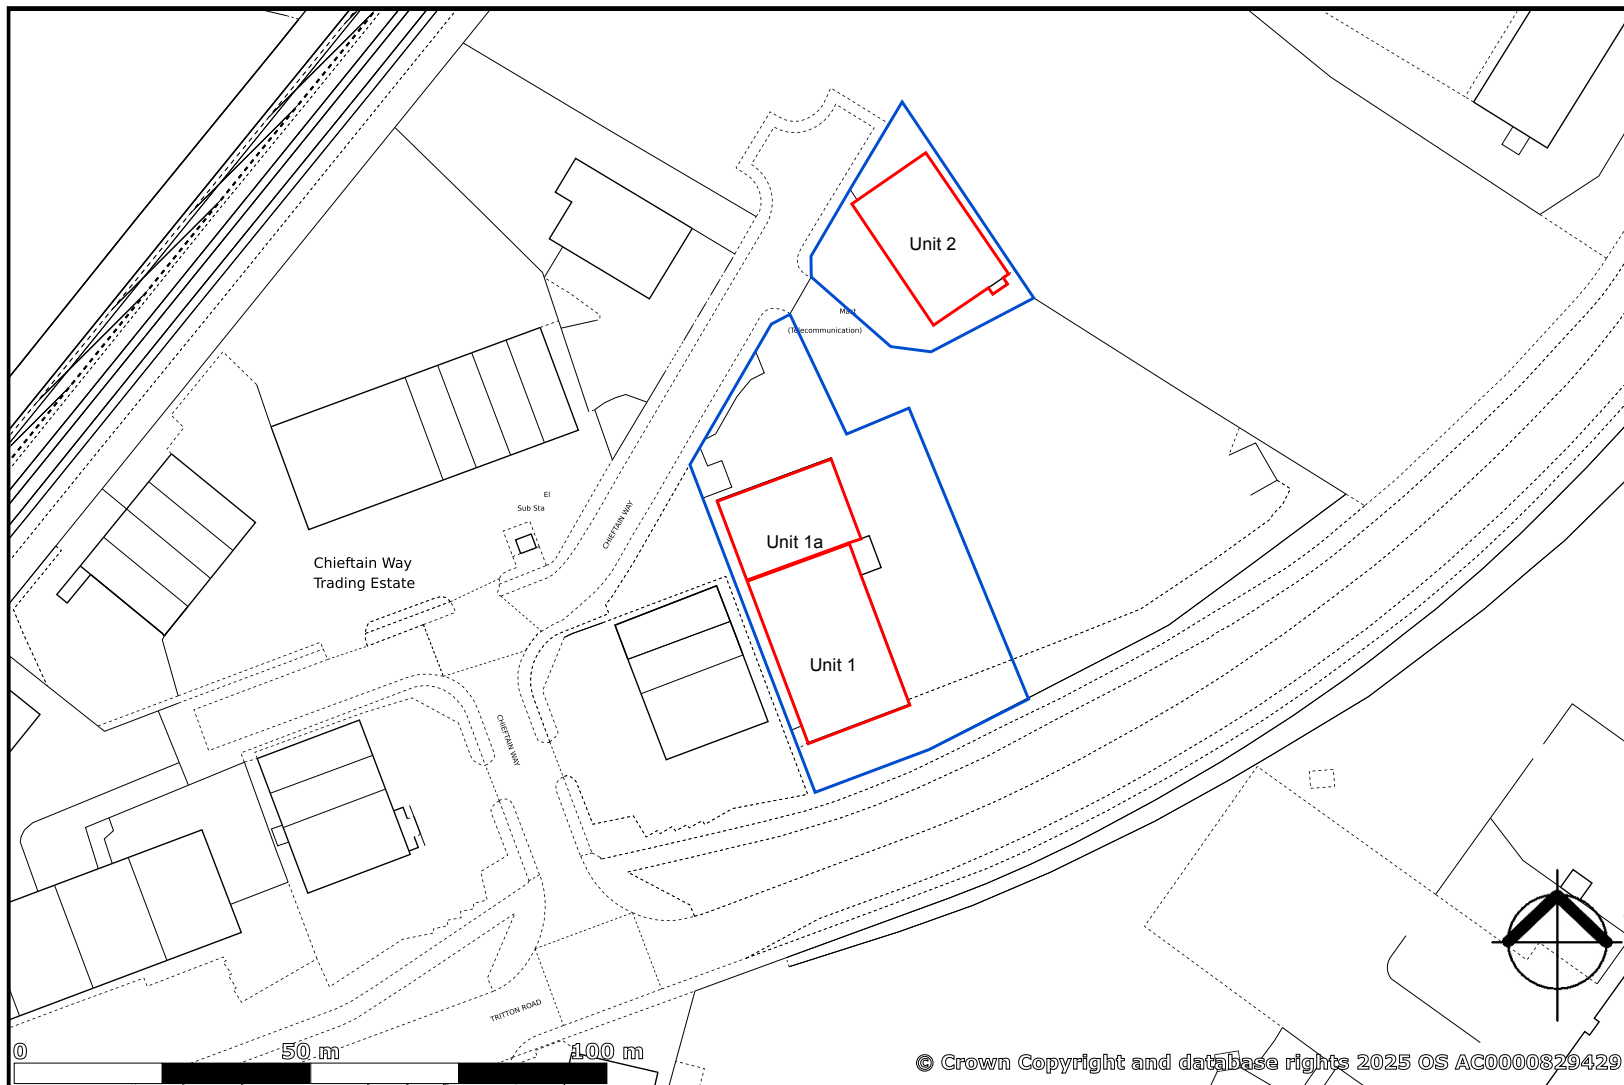 Unit 2
Mast
(Telecommunication)
El
Sub Sta
CHIEFTAIN WAY
Unit 1a
Chieftain Way
Trading Estate
Unit 1
CHIEFTAIN WAY
TRITTON ROAD
0
50 m
100 m
© Crown Copyright and database rights 2025 OS AC0000829429